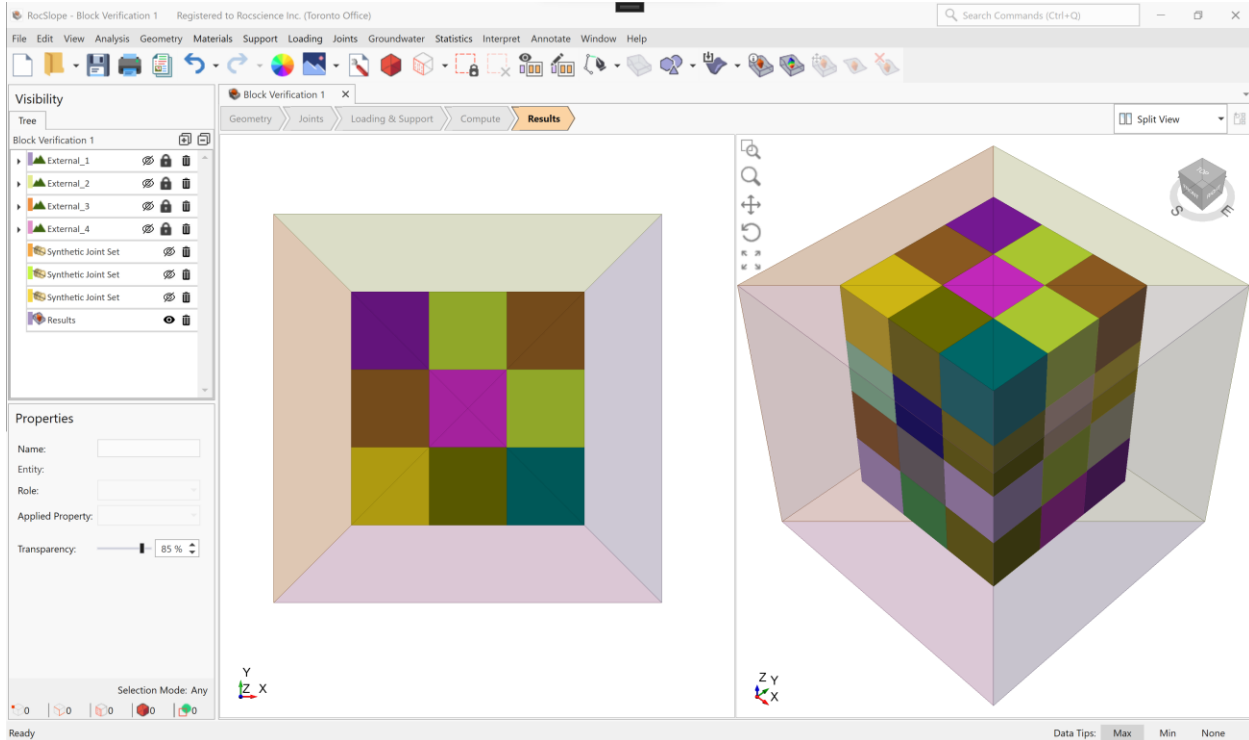 RocSlope - Block Verification 1 Registered to Rocscience Inc. (Toronto Office)
Search Commands (Ctrl+Q)
File Edit View Analysis Geometry Materials Support Loading Joints Groundwater Statistics Interpret Annotate Window Help
Visibility
Tree
Block Verification 1
External_1
External_2
External_3
External_4
Synthetic Joint Set
Synthetic Joint Set
Synthetic Joint Set
Results
Properties
Name:
Entity:
Role:
Applied Property:
Transparency: 85 %
Selection Mode: Any
0 0 0 0 0
Block Verification 1
Geometry Joints Loading & Support Compute Results
Split View
Y
Z X
TOP
S E
Z Y
X
Ready
Data Tips: Max Min None